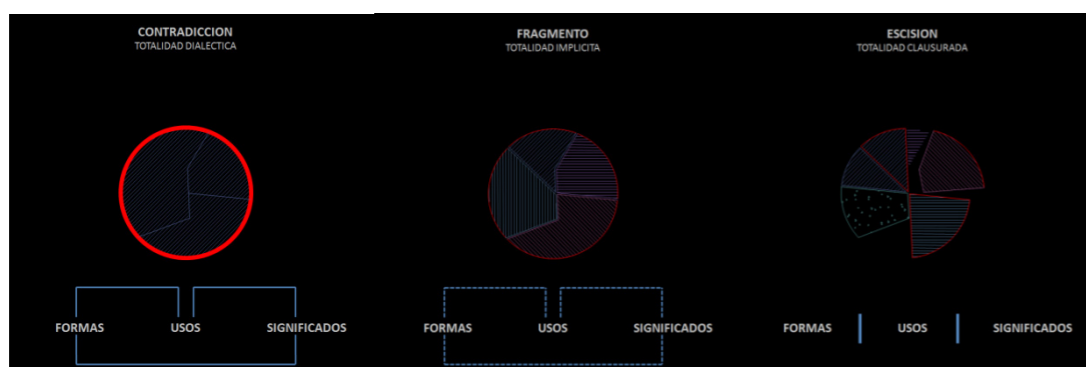 CONTRADICCION
TOTALIDAD DIALECTICA
FRAGMENTO
TOTALIDAD IMPLICITA
ESCISION
TOTALIDAD CLAUSURADA
FORMAS USOS SIGNIFICADOS
FORMAS USOS SIGNIFICADOS
FORMAS USOS SIGNIFICADOS